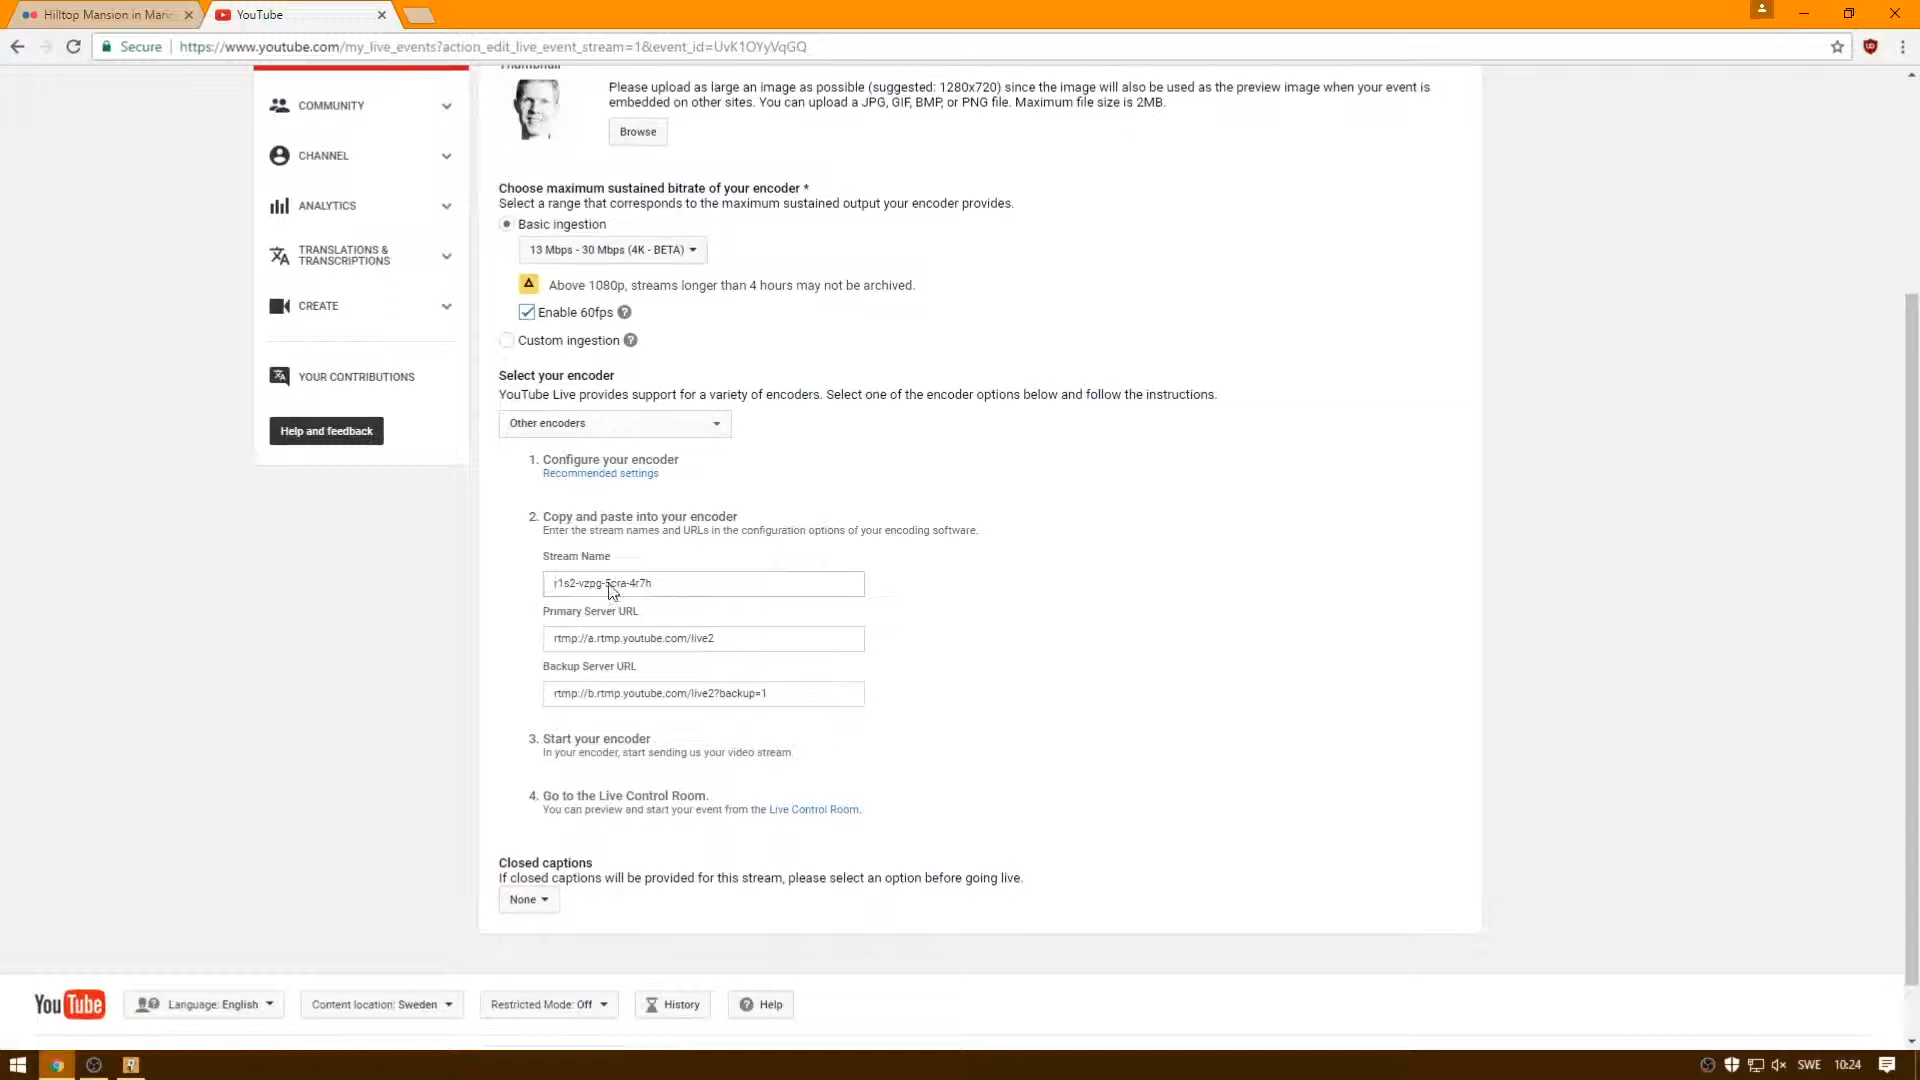 Hilltop Mansion in Mari
YouTube
Secure
https://www.youtube.com/my_live_events?action_edit_live_event_stream=1&event_id=UvK1OYyVqGQ
Thumbnail
Please upload as large an image as possible (suggested: 1280x720) since the image will also be used as the preview image when your event is
embedded on other sites. You can upload a JPG, GIF, BMP, or PNG file. Maximum file size is 2MB.
Browse
COMMUNITY
CHANNEL
ANALYTICS
TRANSLATIONS &
TRANSCRIPTIONS
CREATE
YOUR CONTRIBUTIONS
Help and feedback
Choose maximum sustained bitrate of your encoder *
Select a range that corresponds to the maximum sustained output your encoder provides.
Basic ingestion
13 Mbps - 30 Mbps (4K - BETA)
Above 1080p, streams longer than 4 hours may not be archived.
Enable 60fps ?
Custom ingestion ?
Select your encoder
YouTube Live provides support for a variety of encoders. Select one of the encoder options below and follow the instructions.
Other encoders
1. Configure your encoder
Recommended settings
2. Copy and paste into your encoder
Enter the stream names and URLs in the configuration options of your encoding software.
Stream Name
r1s2-vzpg-5cra-4r7h
Primary Server URL
rtmp://a.rtmp.youtube.com/live2
Backup Server URL
rtmp://b.rtmp.youtube.com/live2?backup=1
3. Start your encoder
In your encoder, start sending us your video stream.
4. Go to the Live Control Room.
You can preview and start your event from the Live Control Room.
Closed captions
If closed captions will be provided for this stream, please select an option before going live.
None
YouTube
Language: English
Content location: Sweden
Restricted Mode: Off
History
? Help
SWE
10:24